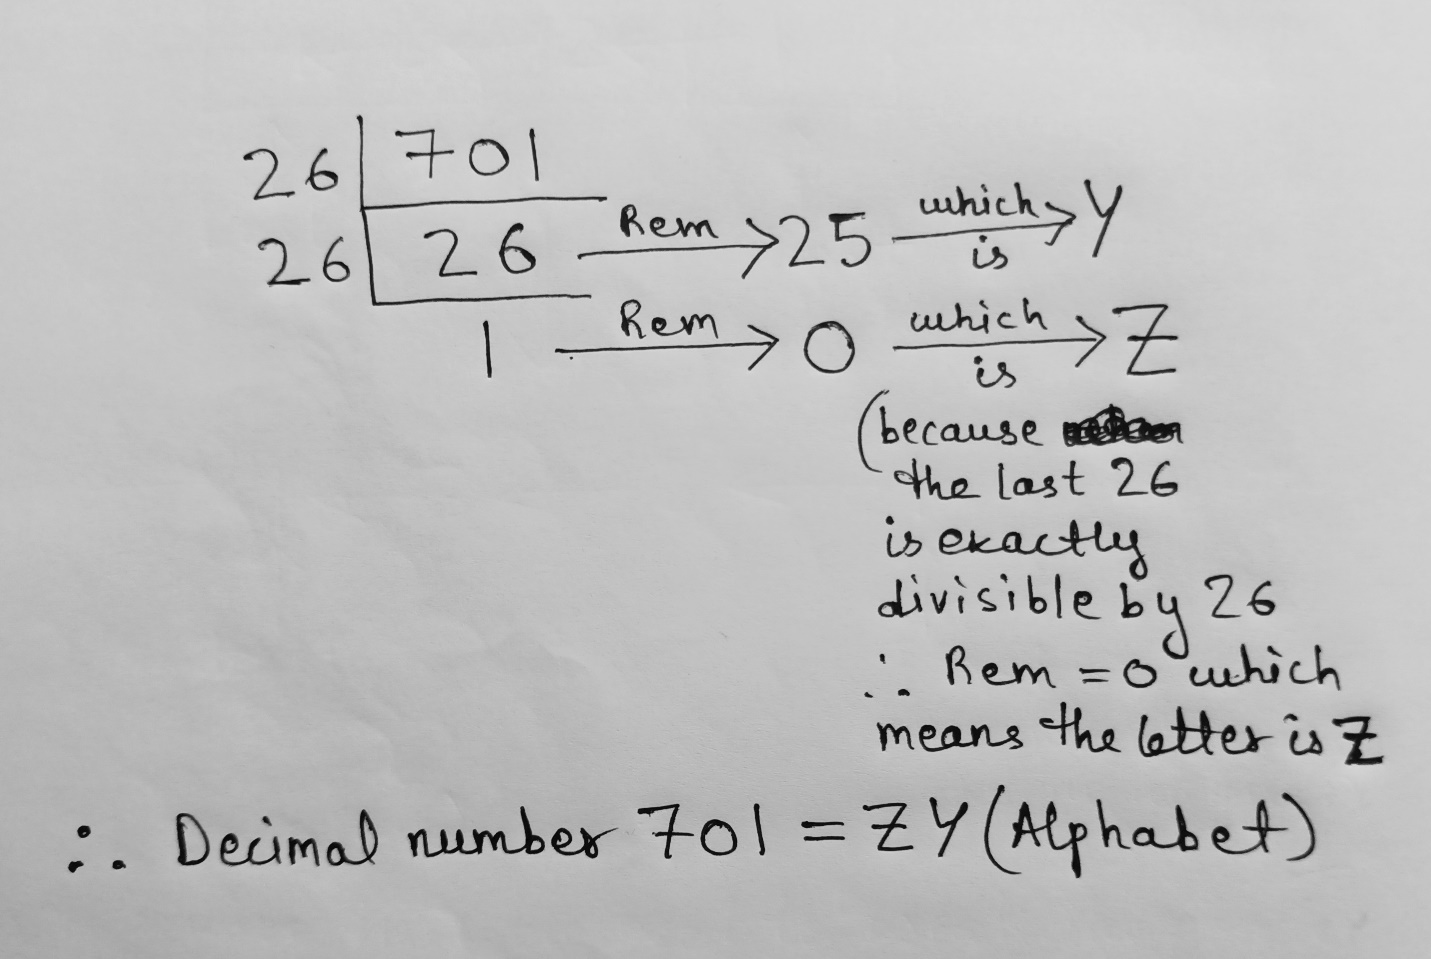 26 | 701
26 | 26 Rem → 25 which is → Y
1 Rem → 0 which is → Z
(because
the last 26
is exactly
divisible by 26
∴ Rem = 0 which
means the letter is Z
∴ Decimal number 701 = ZY (Alphabet)